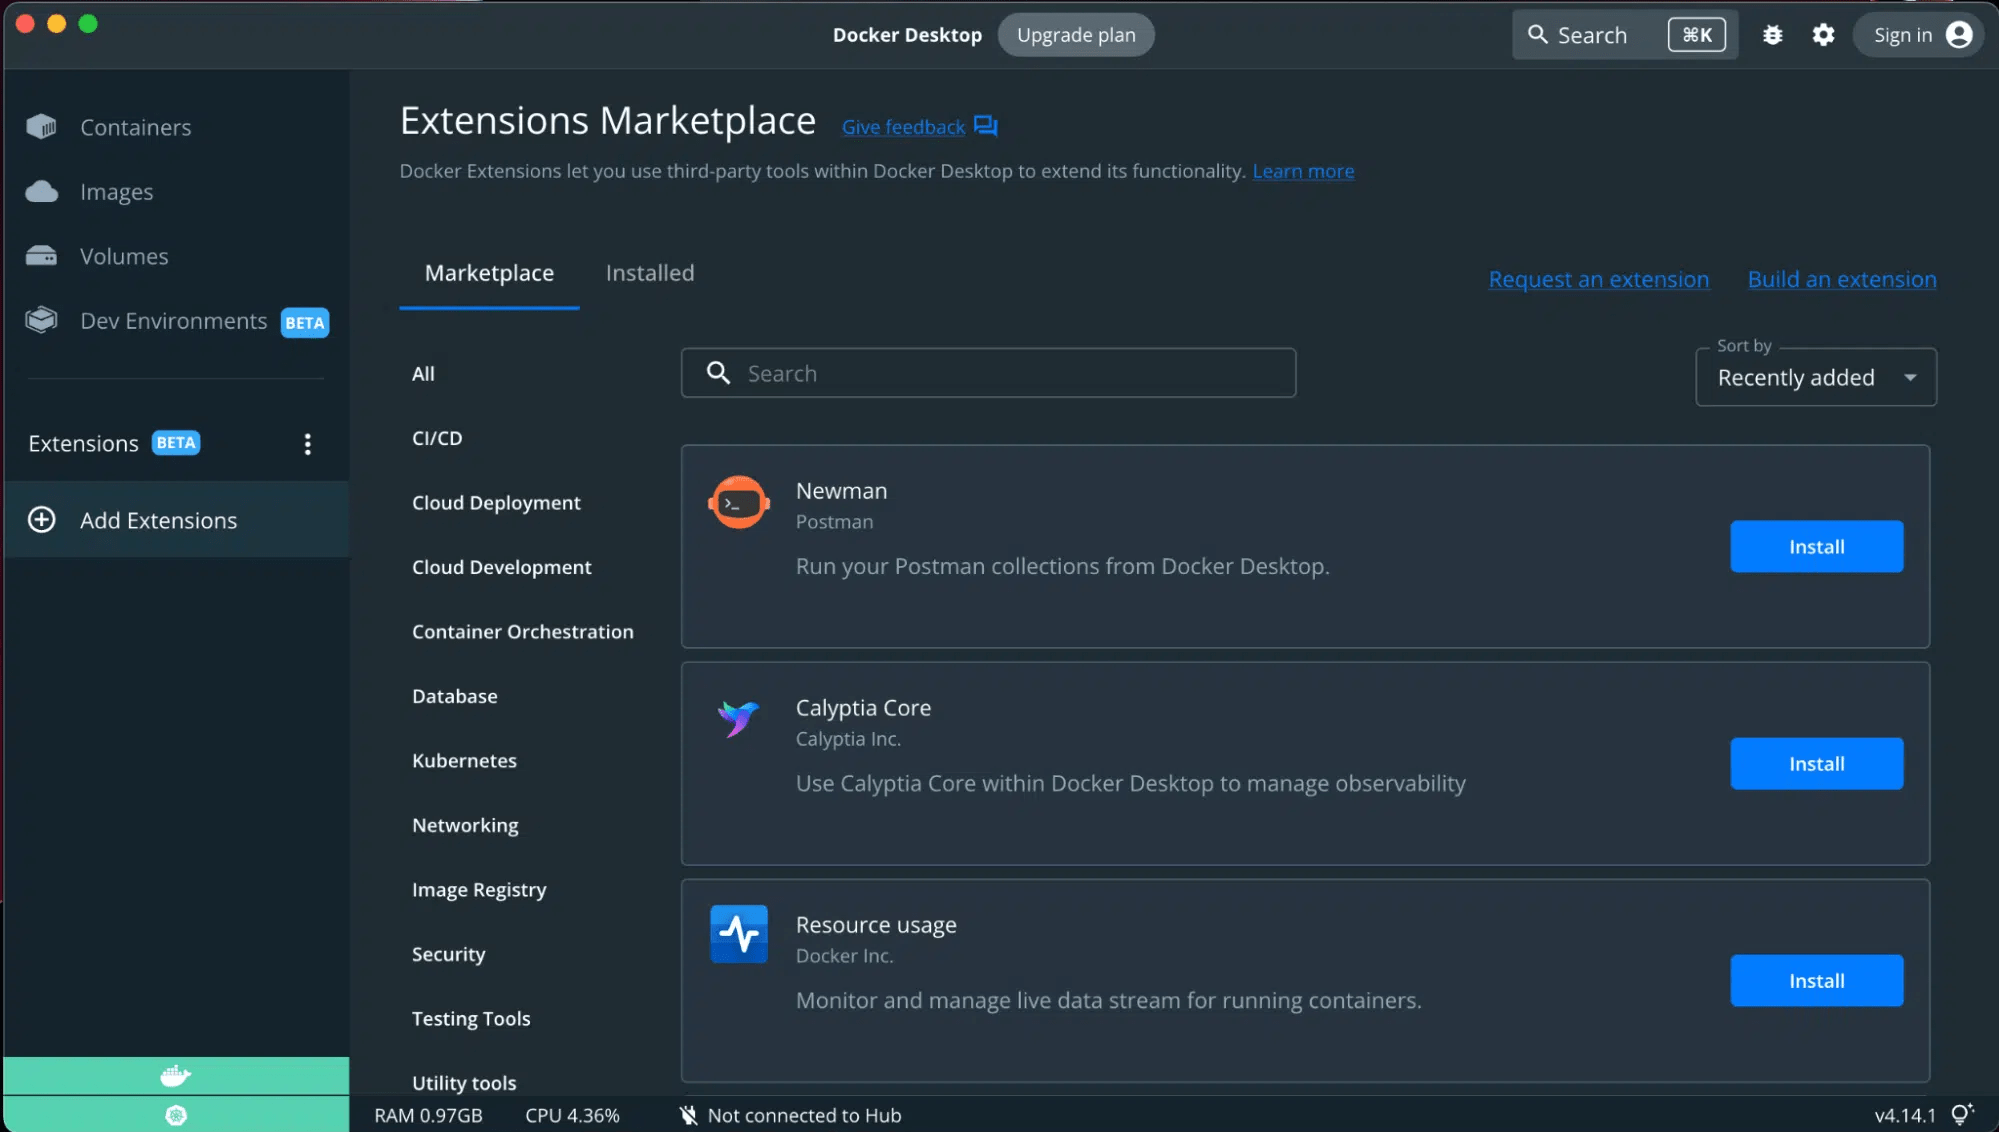 Docker Desktop
Upgrade plan
Search
⌘K
Sign in
Containers
Images
Volumes
Dev Environments BETA
Extensions BETA
Add Extensions
Extensions Marketplace
Give feedback
Docker Extensions let you use third-party tools within Docker Desktop to extend its functionality. Learn more
Marketplace
Installed
Request an extension
Build an extension
All
CI/CD
Cloud Deployment
Cloud Development
Container Orchestration
Database
Kubernetes
Networking
Image Registry
Security
Testing Tools
Utility tools
Search
Sort by
Recently added
Newman
Postman
Run your Postman collections from Docker Desktop.
Install
Calyptia Core
Calyptia Inc.
Use Calyptia Core within Docker Desktop to manage observability
Install
Resource usage
Docker Inc.
Monitor and manage live data stream for running containers.
Install
RAM 0.97GB
CPU 4.36%
Not connected to Hub
v4.14.1